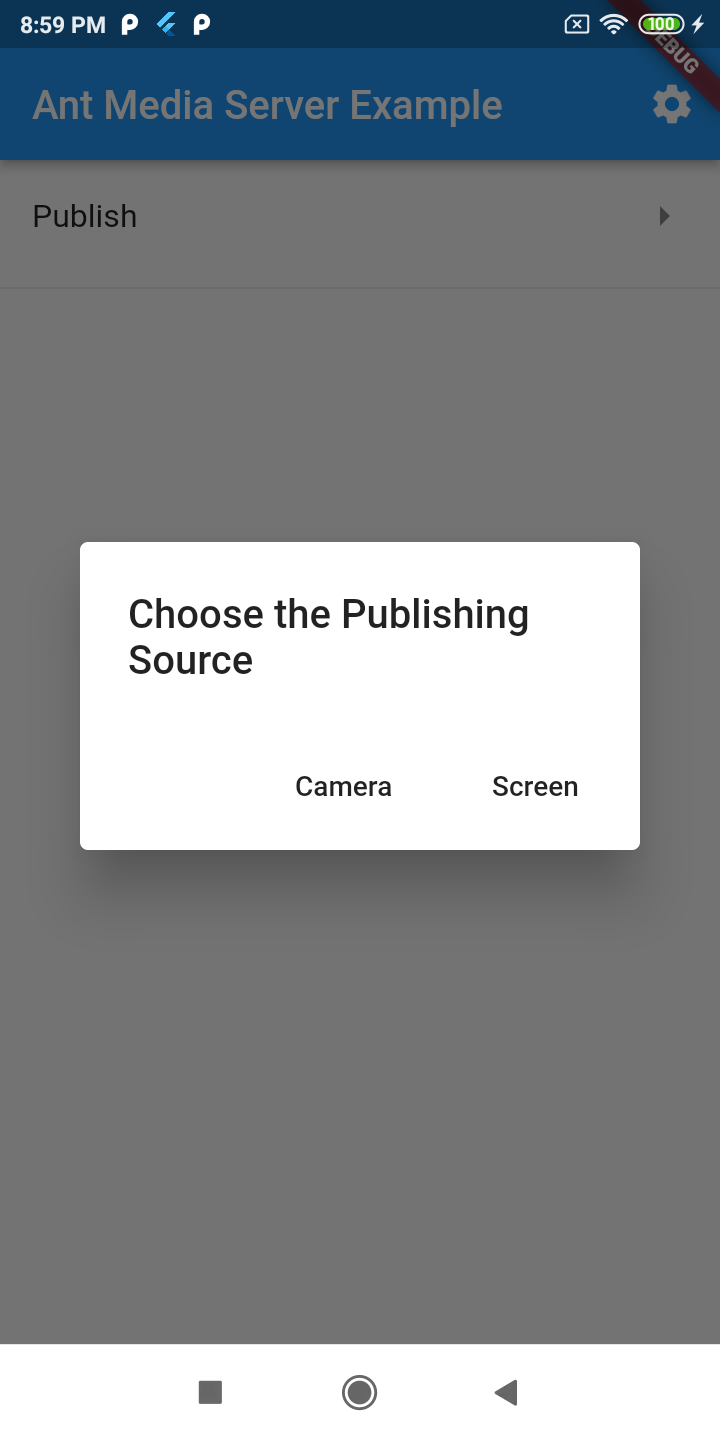 8:59 PM
100
DEBUG
Ant Media Server Example
Publish
Choose the Publishing
Source
Camera
Screen